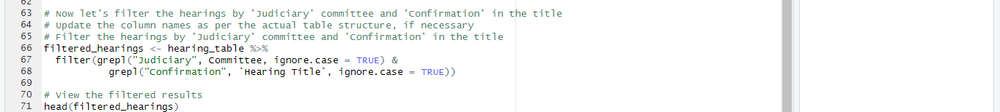 62
63 # Now let's filter the hearings by 'Judiciary' committee and 'Confirmation' in the title
64 # Update the column names as per the actual table structure, if necessary
65 # Filter the hearings by 'Judiciary' committee and 'Confirmation' in the title
66 filtered_hearings <- hearing_table %>%
67   filter(grepl("Judiciary", Committee, ignore.case = TRUE) &
68            grepl("Confirmation", `Hearing Title`, ignore.case = TRUE))
69
70 # View the filtered results
71 head(filtered_hearings)